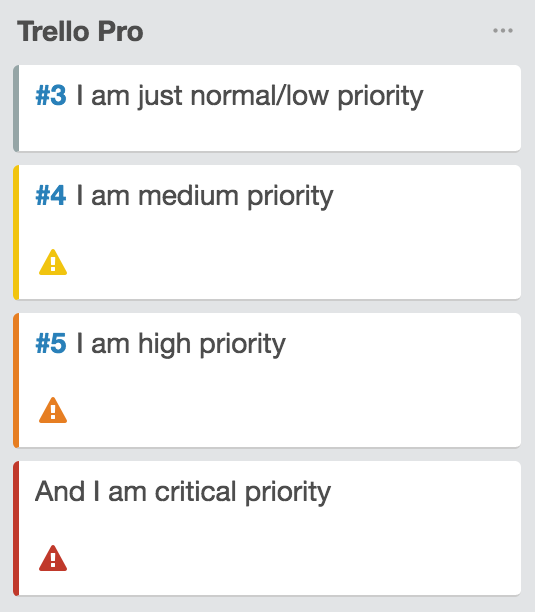 Trello Pro
#3 I am just normal/low priority
#4 I am medium priority
#5 I am high priority
And I am critical priority